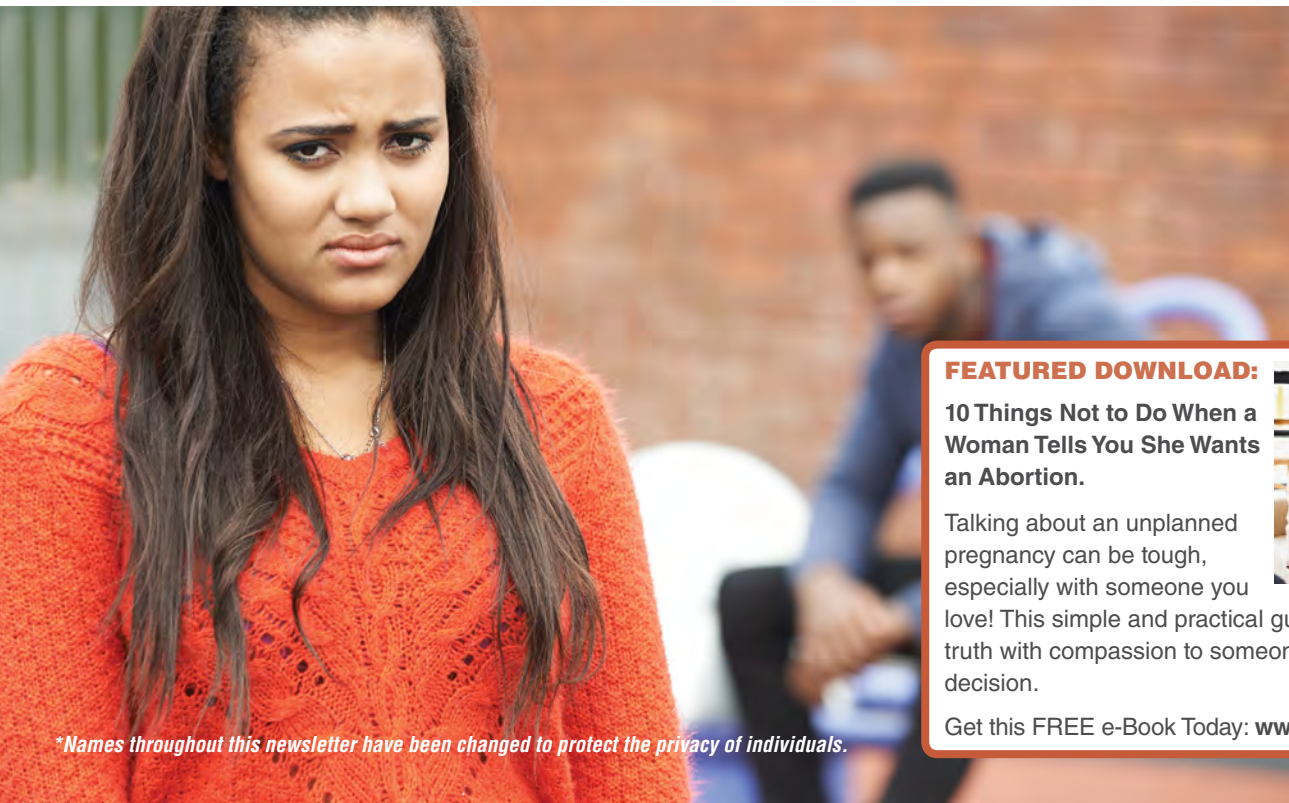 FEATURED DOWNLOAD:
10 Things Not to Do When a
Woman Tells You She Wants
an Abortion.
Talking about an unplanned
pregnancy can be tough,
especially with someone you
love! This simple and practical
truth with compassion to
decision.
Get this FREE e-Book Today:
*Names throughout this newsletter have been changed to protect the privacy of individuals.